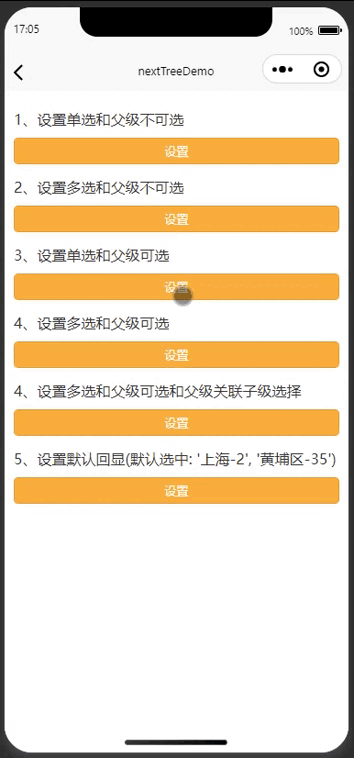 17:05
100%
nextTreeDemo
1、设置单选和父级不可选
设置
2、设置多选和父级不可选
设置
3、设置单选和父级可选
设置
4、设置多选和父级可选
设置
4、设置多选和父级可选和父级关联子级选择
设置
5、设置默认回显(默认选中: '上海-2', '黄埔区-35')
设置